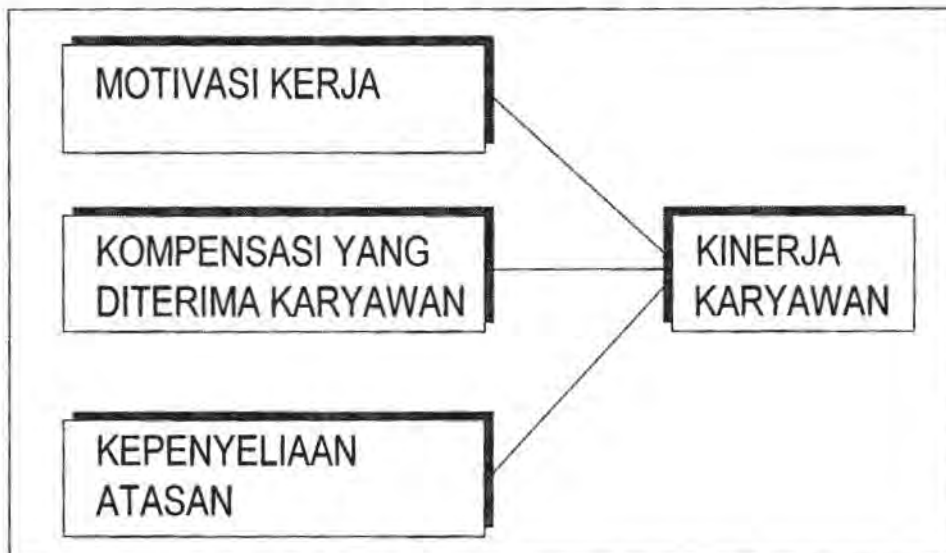 MOTIVASI KERJA
KOMPENSASI YANG
DITERIMA KARYAWAN
KINERJA
KARYAWAN
KEPENYELIAAN
ATASAN